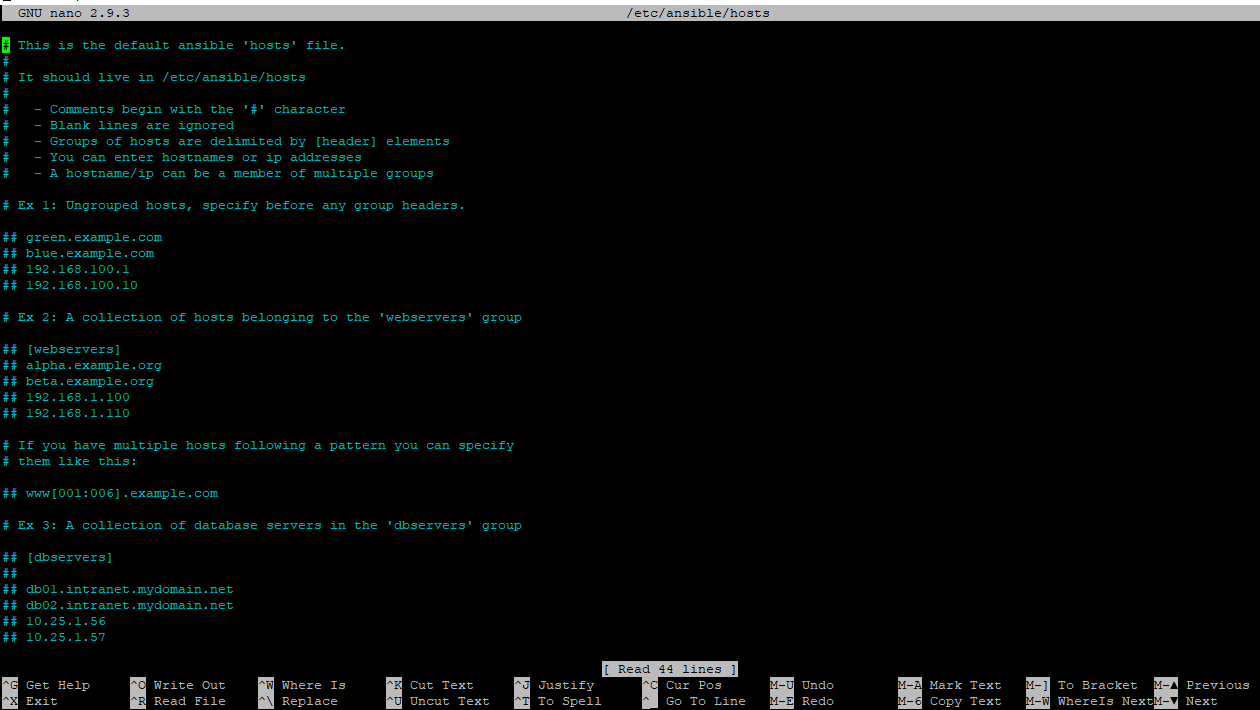 GNU nano 2.9.3 /etc/ansible/hosts
# This is the default ansible 'hosts' file.
#
# It should live in /etc/ansible/hosts
#
#   - Comments begin with the '#' character
#   - Blank lines are ignored
#   - Groups of hosts are delimited by [header] elements
#   - You can enter hostnames or ip addresses
#   - A hostname/ip can be a member of multiple groups
# Ex 1: Ungrouped hosts, specify before any group headers.
## green.example.com
## blue.example.com
## 192.168.100.1
## 192.168.100.10
# Ex 2: A collection of hosts belonging to the 'webservers' group
## [webservers]
## alpha.example.org
## beta.example.org
## 192.168.1.100
## 192.168.1.110
# If you have multiple hosts following a pattern you can specify
# them like this:
## www[001:006].example.com
# Ex 3: A collection of database servers in the 'dbservers' group
## [dbservers]
##
## db01.intranet.mydomain.net
## db02.intranet.mydomain.net
## 10.25.1.56
## 10.25.1.57
[ Read 44 lines ]
^G Get Help ^O Write Out ^W Where Is ^K Cut Text ^J Justify ^C Cur Pos M-U Undo M-A Mark Text M-] To Bracket M-▲ Previous
^X Exit ^R Read File ^\ Replace ^U Uncut Text ^T To Spell ^_ Go To Line M-E Redo M-6 Copy Text M-W WhereIs Next M-▼ Next